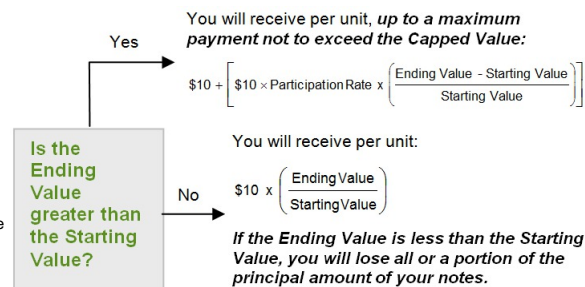 You will receive per unit, up to a maximum
payment not to exceed the Capped Value:
Yes
$10 + [ $10 × Participation Rate x ( Ending Value - Starting Value / Starting Value ) ]
Is the
Ending
Value
greater than
the Starting
Value?
No
You will receive per unit:
$10 x ( Ending Value / Starting Value )
If the Ending Value is less than the Starting
Value, you will lose all or a portion of the
principal amount of your notes.